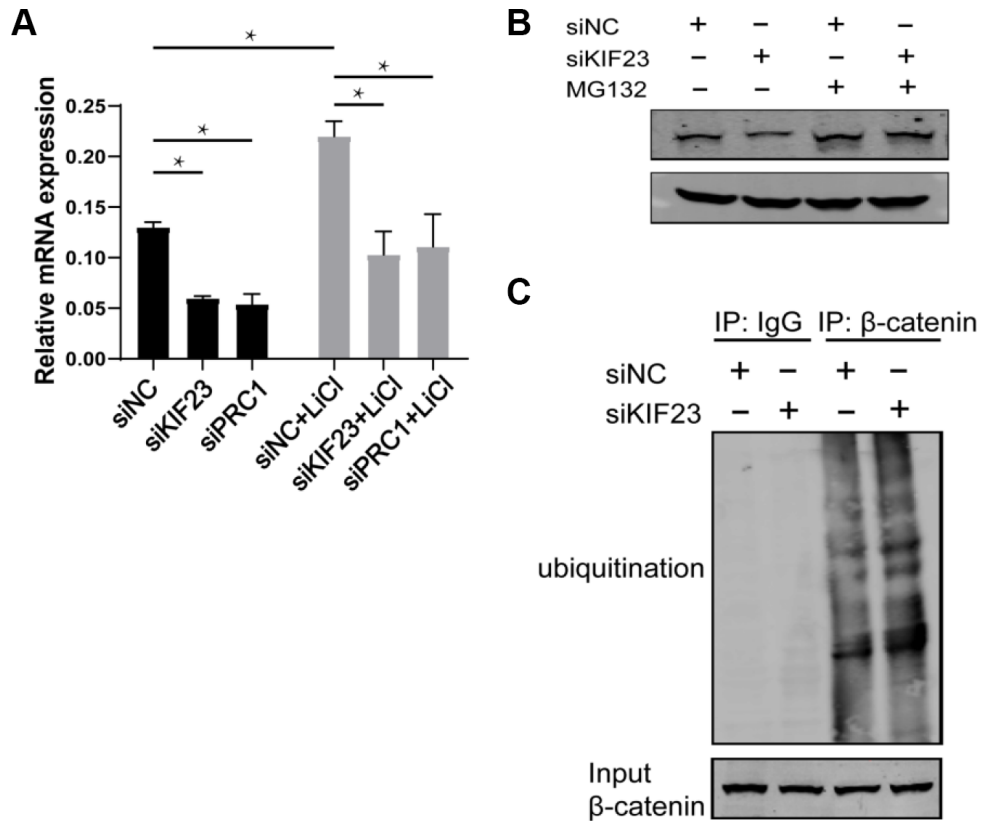 A
Relative mRNA expression
0.25
0.20
0.15
0.10
0.05
0.00
* 
*
*
*
*
siNC
siKIF23
siPRC1
siNC+LiCl
siKIF23+LiCl
siPRC1+LiCl
B
siNC + – + –
siKIF23 – + – +
MG132 – – + +
C
IP: IgG IP: β-catenin
siNC + – + –
siKIF23 – + – +
ubiquitination
Input
β-catenin